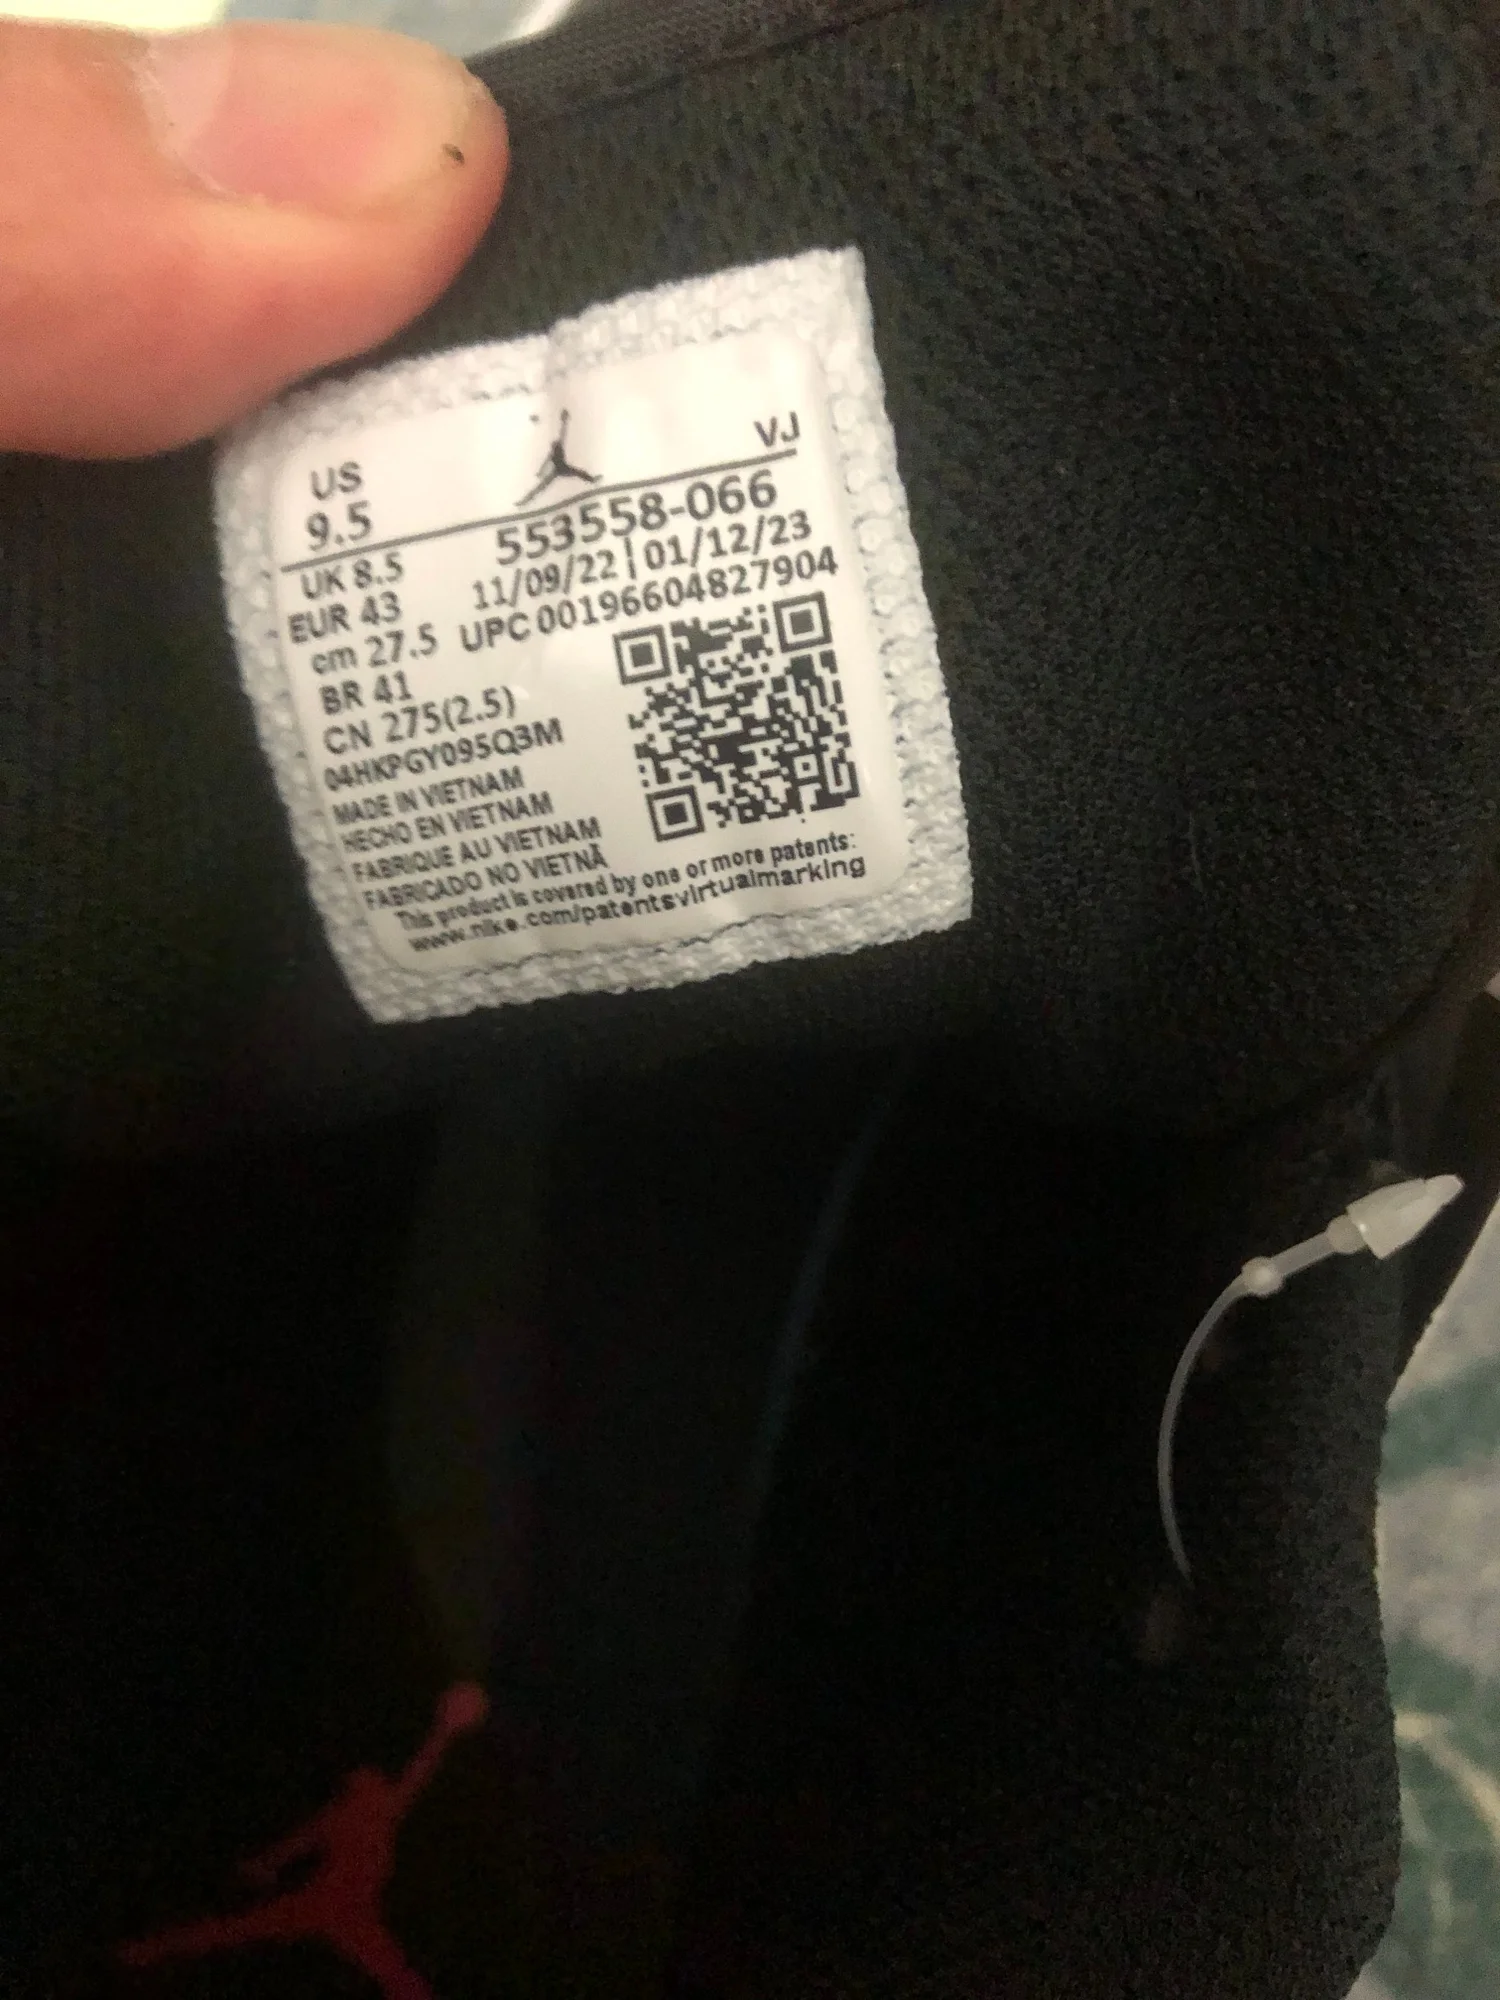 US
9.5
VJ
553558-066
UK 8.5
11/09/22 | 01/12/23
EUR 43
UPC 00196604827904
cm 27.5
BR 41
CN 275(2.5)
04HKPGY095Q3M
MADE IN VIETNAM
HECHO EN VIETNAM
FABRIQUE AU VIETNAM
FABRICADO NO VIETNÃ
This product is covered by one or more patents:
www.nike.com/patentsvirtualmarking